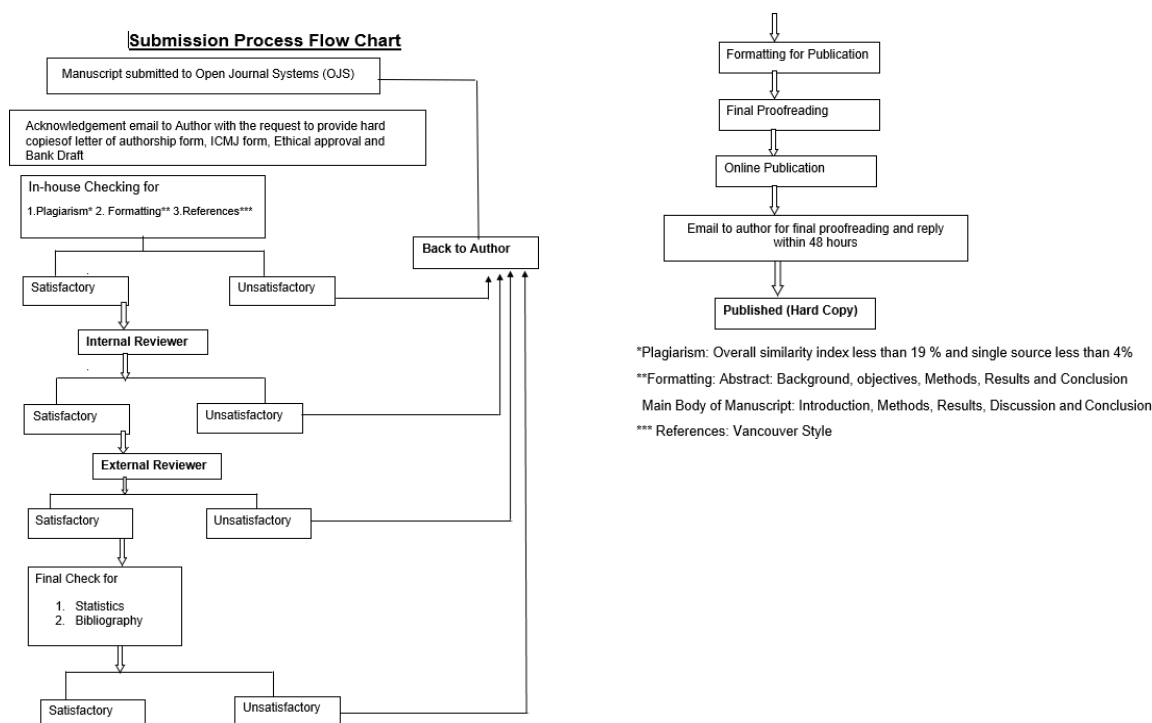 Submission Process Flow Chart
Manuscript submitted to Open Journal Systems (OJS)
Acknowledgement email to Author with the request to provide hard
copiesof letter of authorship form, ICMJ form, Ethical approval and
Bank Draft
In-house Checking for
1.Plagiarism* 2. Formatting** 3.References***
Back to Author
Satisfactory
Unsatisfactory
Internal Reviewer
Satisfactory
Unsatisfactory
External Reviewer
Satisfactory
Unsatisfactory
Final Check for
1. Statistics
2. Bibliography
Satisfactory
Unsatisfactory
Formatting for Publication
Final Proofreading
Online Publication
Email to author for final proofreading and reply
within 48 hours
Published (Hard Copy)
*Plagiarism: Overall similarity index less than 19 % and single source less than 4%
**Formatting: Abstract: Background, objectives, Methods, Results and Conclusion
Main Body of Manuscript: Introduction, Methods, Results, Discussion and Conclusion
*** References: Vancouver Style